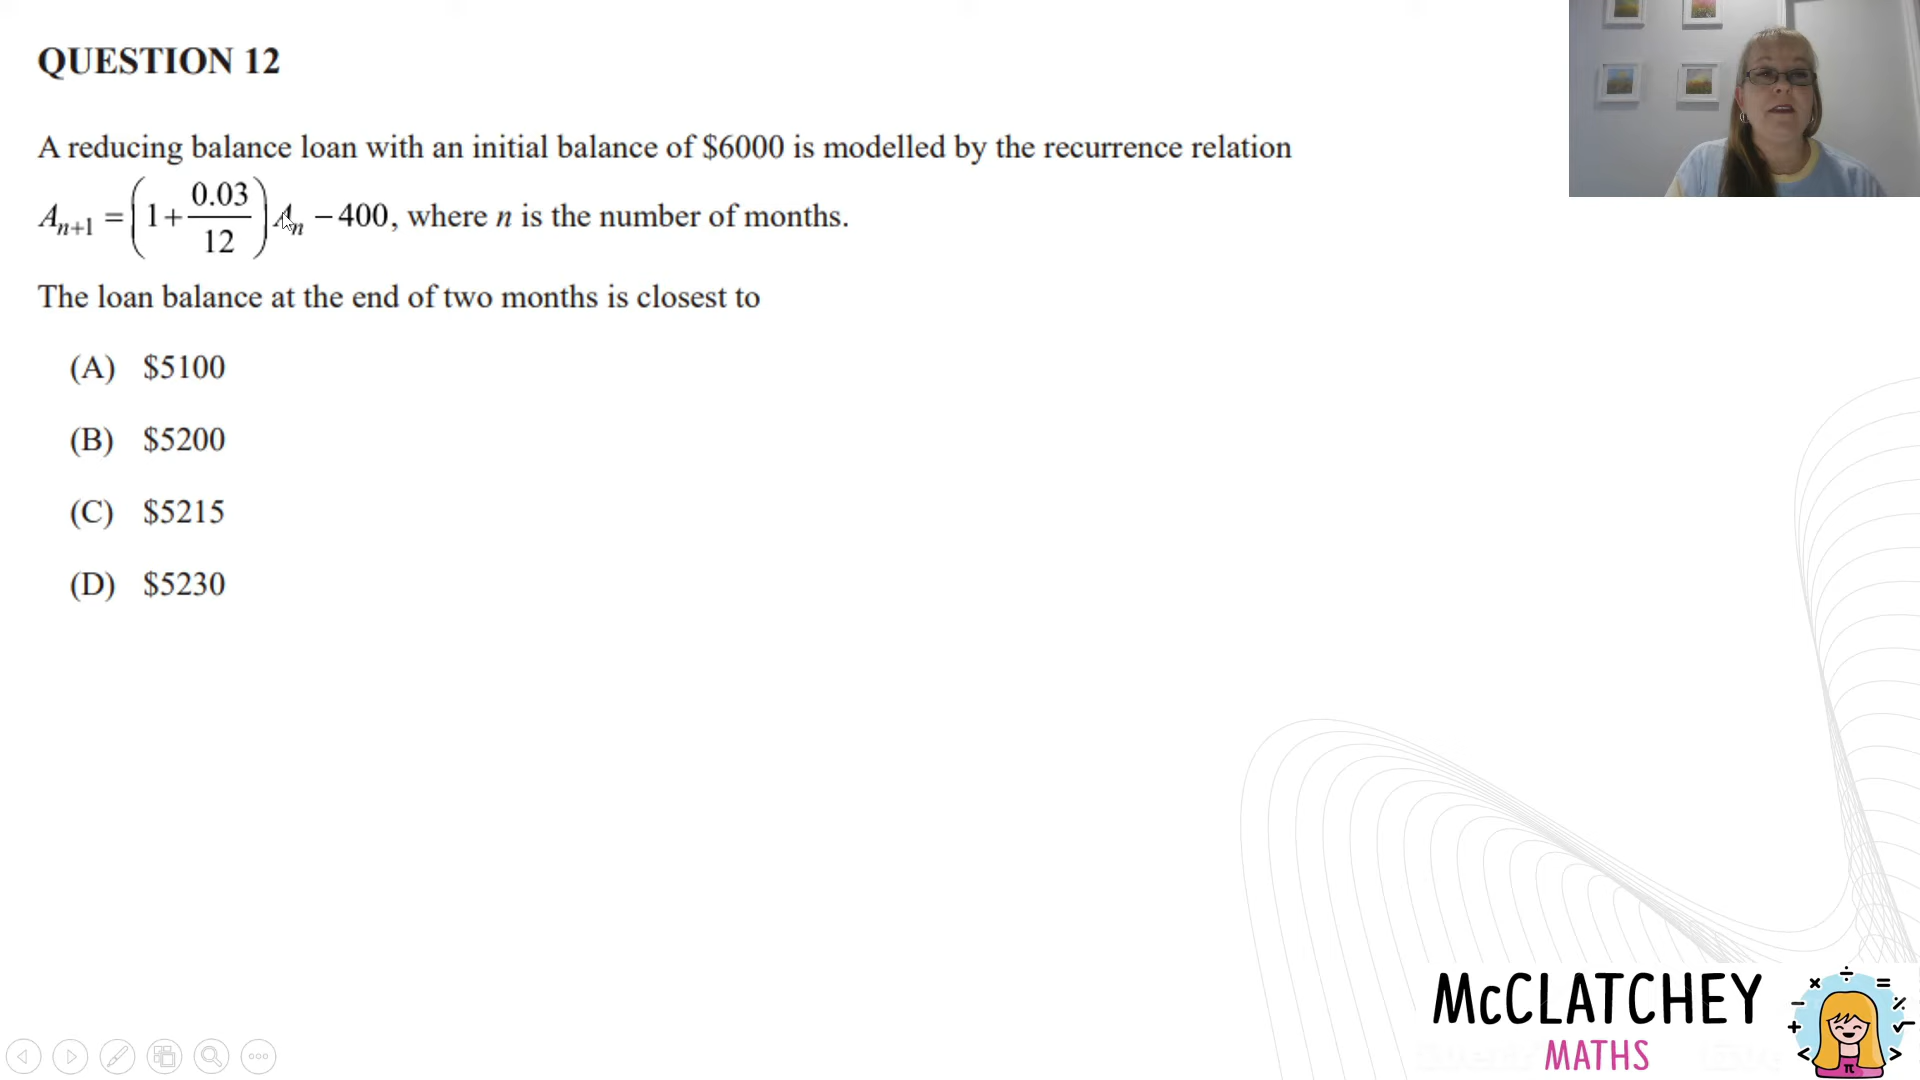 QUESTION 12
A reducing balance loan with an initial balance of $6000 is modelled by the recurrence relation
A_{n+1} = (1 + 0.03/12) A_n − 400, where n is the number of months.
The loan balance at the end of two months is closest to
(A) $5100
(B) $5200
(C) $5215
(D) $5230
McCLATCHEY
MATHS